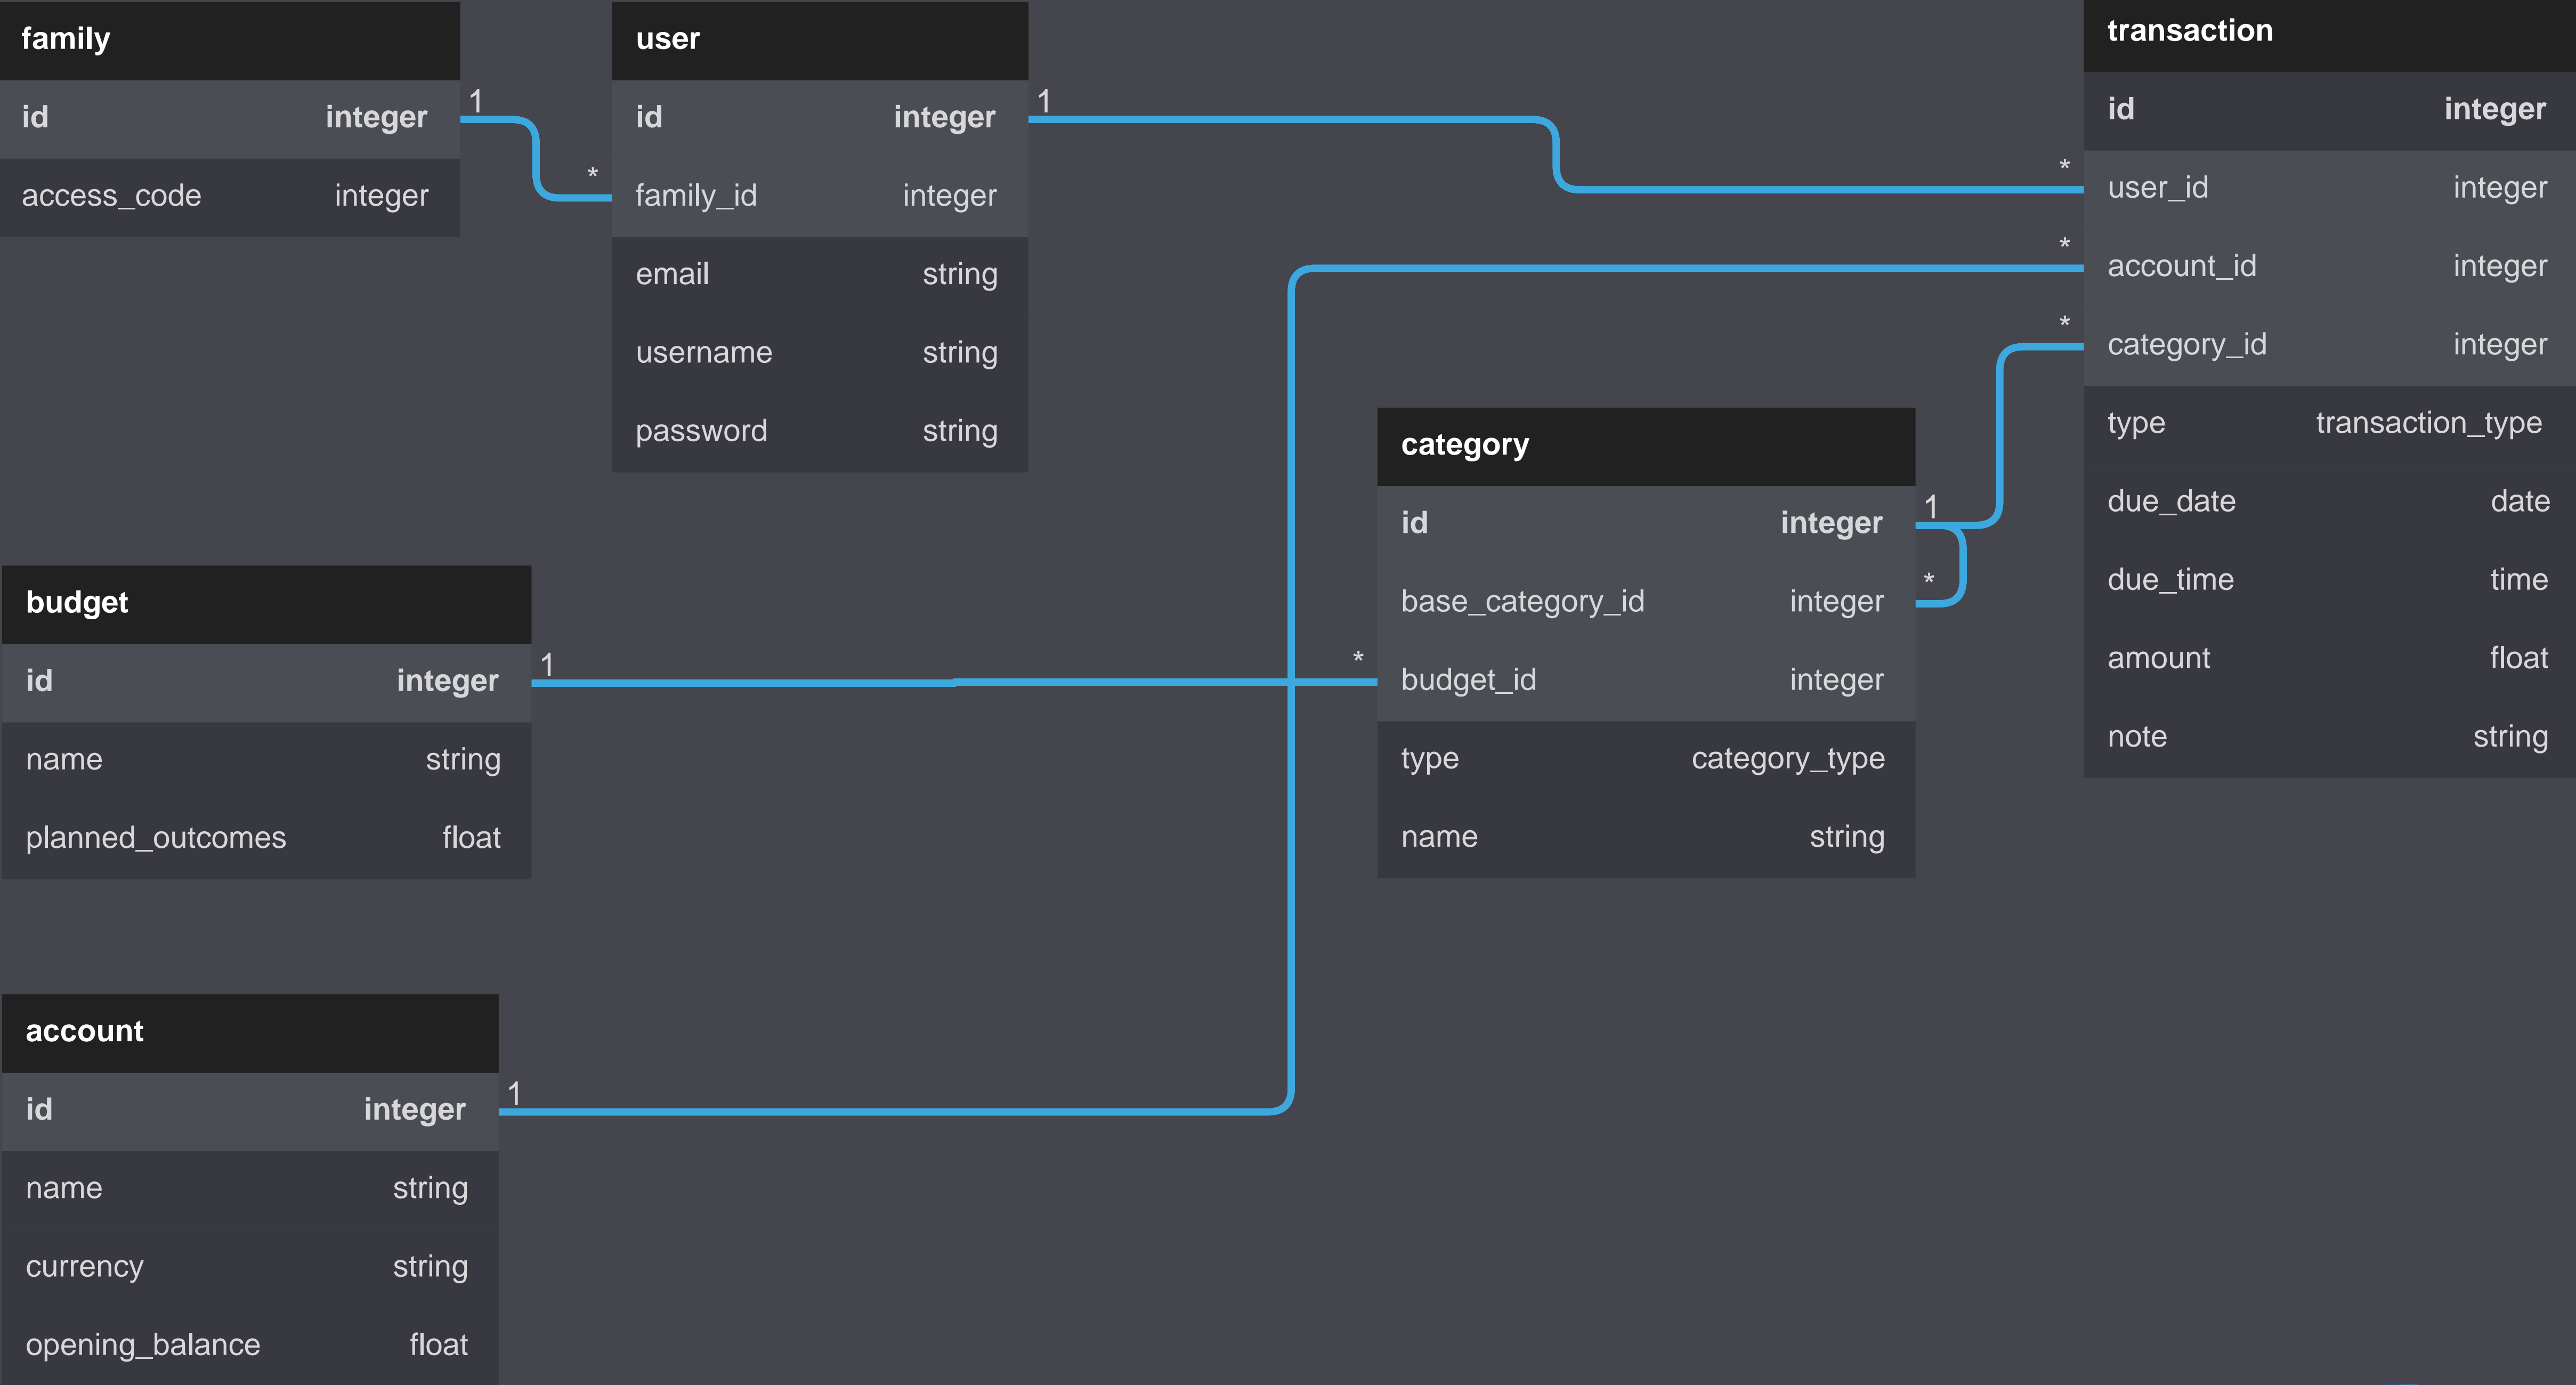 family
id integer
access_code integer
1
*
user
id integer
family_id integer
email string
username string
password string
1
*
*
*
transaction
id integer
user_id integer
account_id integer
category_id integer
type transaction_type
due_date date
due_time time
amount float
note string
category
id integer
base_category_id integer
budget_id integer
type category_type
name string
1
*
*
budget
id integer
name string
planned_outcomes float
1
account
id integer
name string
currency string
opening_balance float
1